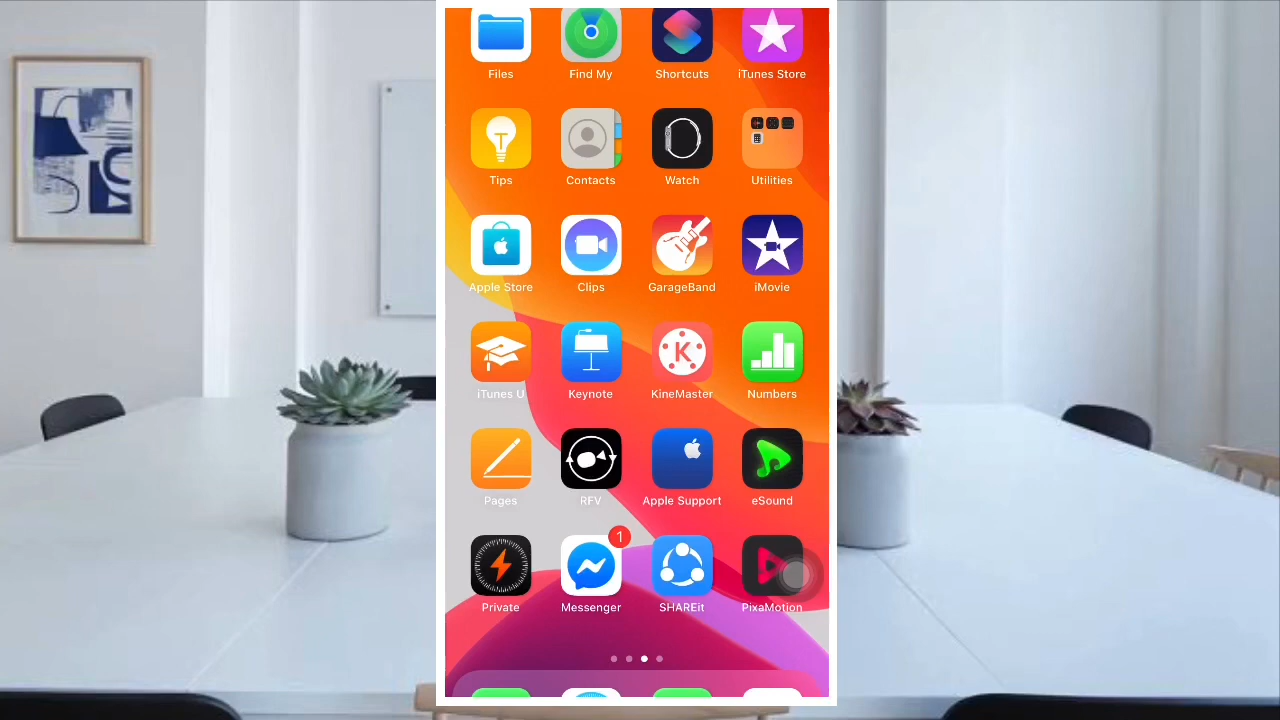 Files Find My Shortcuts iTunes Store
Tips Contacts Watch Utilities
Apple Store Clips GarageBand iMovie
iTunes U Keynote KineMaster Numbers
K
Pages RFV Apple Support eSound
1
Private Messenger SHAREit PixaMotion